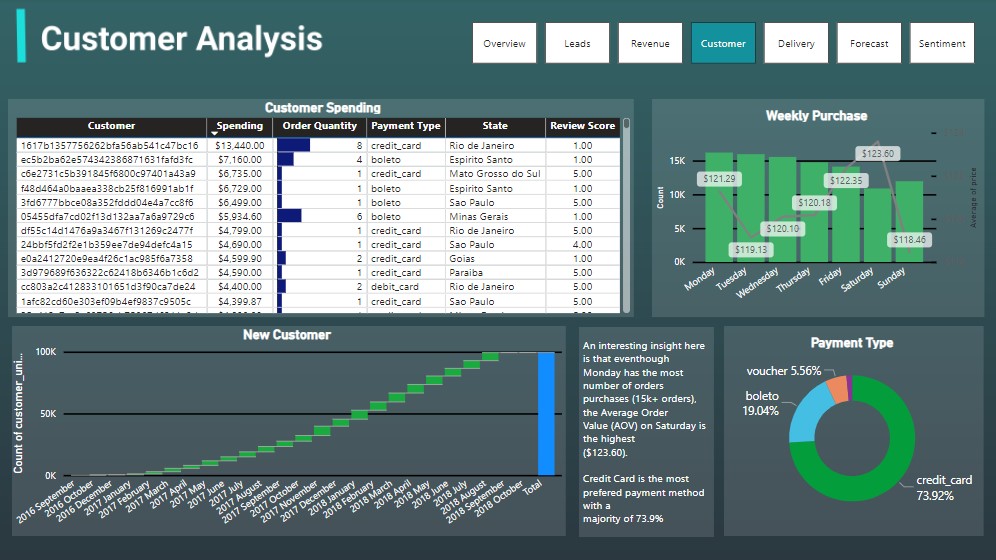 Customer Analysis
Overview
Leads
Revenue
Customer
Delivery
Forecast
Sentiment
Customer Spending
Customer Spending Order Quantity Payment Type State Review Score
1617b1357756262bfa56ab541c47bc16 $13,440.00 8 credit_card Rio de Janeiro 1.00
ec5b2ba62e574342386871631fafd3fc $7,160.00 4 boleto Espirito Santo 1.00
c6e2731c5b391845f6800c97401a43a9 $6,735.00 1 credit_card Mato Grosso do Sul 5.00
f48d464a0baaea338cb25f816991ab1f $6,729.00 1 boleto Espirito Santo 1.00
3fd6777bbce08a352fddd04e4a7cc8f6 $6,499.00 1 boleto Rio de Janeiro 5.00
05455dfa7cd02f13d132aa7a6a9729c6 $5,934.60 6 boleto Minas Gerais 1.00
df55c14d1476a9a3467f131269c2477f $4,799.00 1 credit_card Rio de Janeiro 5.00
24bbf5fd2f2e1b359ee7de94defc4a15 $4,690.00 1 credit_card Sao Paulo 4.00
e0a2412720e9ea4f26c1ac985f6a7358 $4,599.90 2 credit_card Goias 1.00
3d979689f636322c62418b6346b1c6d2 $4,590.00 1 credit_card Paraiba 5.00
cc803a2c412833101651d3f90ca7de24 $4,400.00 2 debit_card Rio de Janeiro 5.00
1afc82cd60e303ef09b4ef9837c9505c $4,399.87 1 credit_card Sao Paulo 5.00
Weekly Purchase
15K
10K
5K
0K
Count
$121.29
$119.13
$120.10
$120.18
$122.35
$123.60
$118.46
Average of price
Monday
Tuesday
Wednesday
Thursday
Friday
Saturday
Sunday
New Customer
100K
50K
0K
Count of customer_uni...
2016 September
2016 October
2016 December
2017 January
2017 February
2017 March
2017 April
2017 May
2017 June
2017 July
2017 August
2017 September
2017 October
2017 November
2017 December
2018 January
2018 February
2018 March
2018 April
2018 May
2018 June
2018 July
2018 August
2018 September
2018 October
Total
An interesting insight here
is that eventhough
Monday has the most
number of orders
purchases (15k+ orders),
the Average Order
Value (AOV) on Saturday is
the highest
($123.60).
Credit Card is the most
prefered payment method
with a
majority of 73.9%
Payment Type
voucher 5.56%
boleto
19.04%
credit_card
73.92%